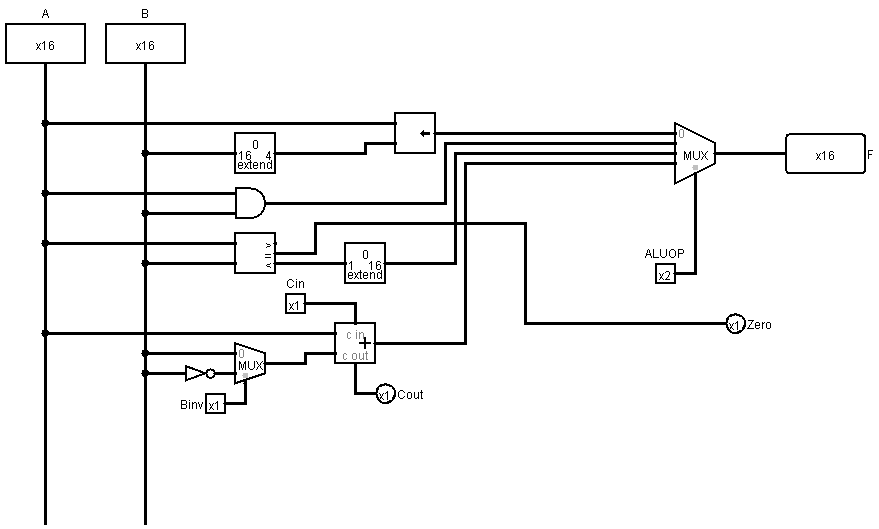 A
B
x16
x16
0
16 4
extend
0
MUX
x16
F
>
=
<
0
1 16
extend
ALUOP
x2
Cin
x1
c in
+
c out
x1
Zero
0
MUX
Binv
x1
x1
Cout